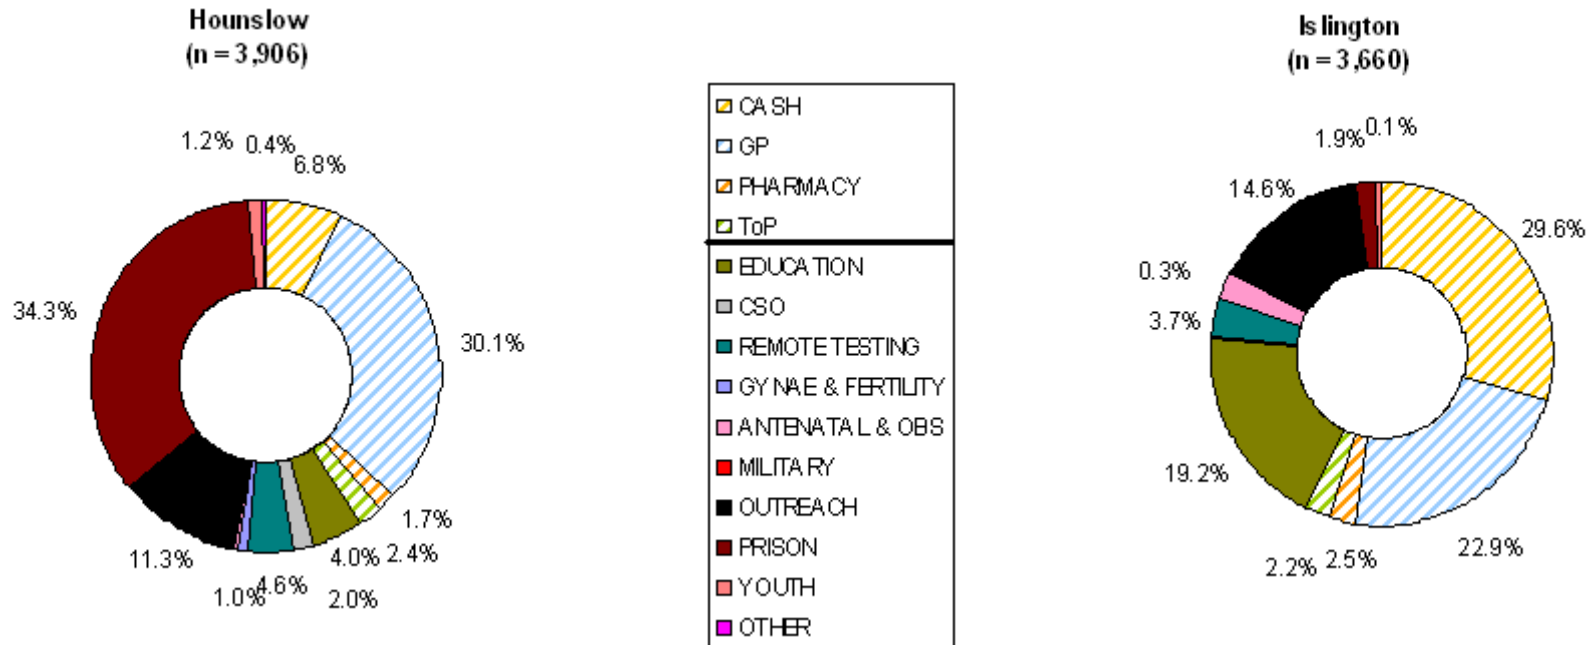 Hounslow
(n = 3,906)
1.2%
0.4%
6.8%
34.3%
30.1%
1.7%
2.4%
4.0%
2.0%
4.6%
1.0%
11.3%
CASH
GP
PHARMACY
ToP
EDUCATION
CSO
REMOTE TESTING
GYNAE & FERTILITY
ANTENATAL & OBS
MILITARY
OUTREACH
PRISON
YOUTH
OTHER
Islington
(n = 3,660)
1.9%
0.1%
14.6%
29.6%
0.3%
3.7%
19.2%
22.9%
2.2%
2.5%